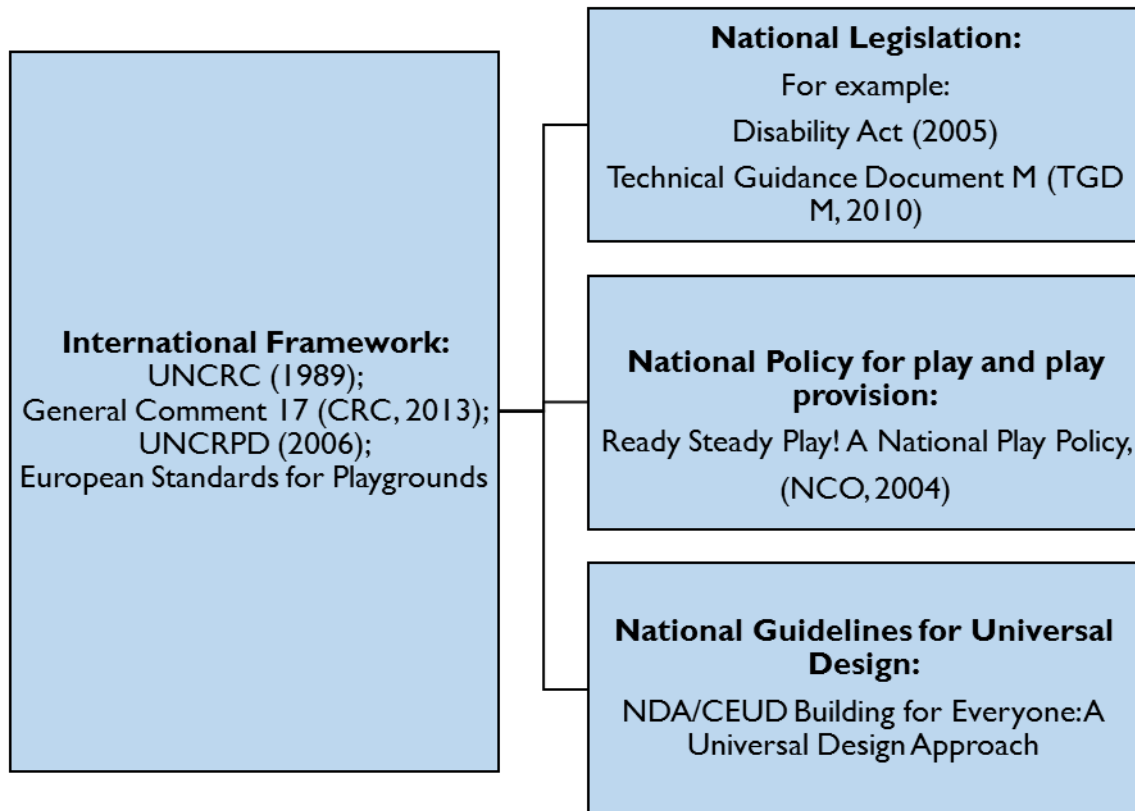 International Framework:
UNCRC (1989);
General Comment 17 (CRC, 2013);
UNCRPD (2006);
European Standards for Playgrounds
National Legislation:
For example:
Disability Act (2005)
Technical Guidance Document M (TGD
M, 2010)
National Policy for play and play
provision:
Ready Steady Play! A National Play Policy,
(NCO, 2004)
National Guidelines for Universal
Design:
NDA/CEUD Building for Everyone: A
Universal Design Approach